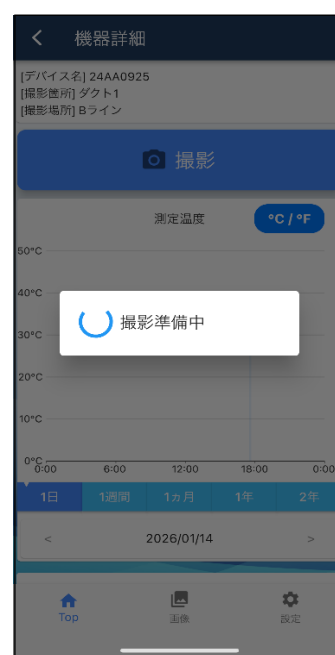 機器詳細
[デバイス名] 24AA0925
[撮影箇所] ダクト1
[撮影場所] Bライン
撮影
測定温度
°C / °F
50°C
40°C
撮影準備中
30°C
20°C
10°C
0°C
0:00 6:00 12:00 18:00 0:00
1日 1週間 1ヵ月 1年 2年
< 2026/01/14 >
Top 画像 設定